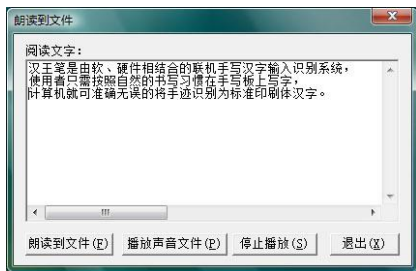 朗读到文件
阅读文字：
汉王笔是由软、硬件相结合的联机手写汉字输入识别系统，
使用者只需按照自然的书写习惯在手写板上写字，
计算机就可准确无误的将手迹识别为标准印刷体汉字。
朗读到文件(F) 播放声音文件(P) 停止播放(S) 退出(X)